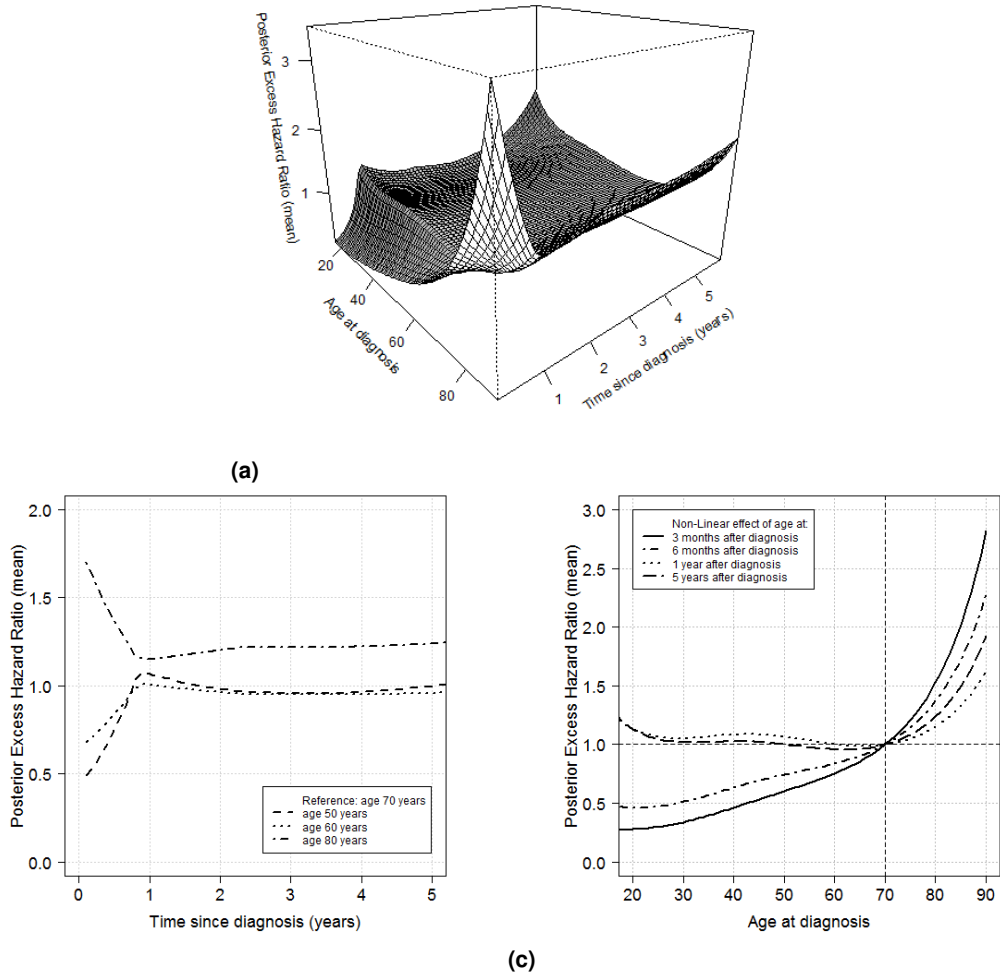 Posterior Excess Hazard Ratio (mean)
3
2
1
20
40
60
80
Age at diagnosis
1
2
3
4
5
Time since diagnosis (years)
(a)
2.0
1.5
1.0
0.5
0.0
Posterior Excess Hazard Ratio (mean)
Reference: age 70 years
age 50 years
age 60 years
age 80 years
0 1 2 3 4 5
Time since diagnosis (years)
3.0
2.5
2.0
1.5
1.0
0.5
0.0
Posterior Excess Hazard Ratio (mean)
Non-Linear effect of age at:
3 months after diagnosis
6 months after diagnosis
1 year after diagnosis
5 years after diagnosis
20 30 40 50 60 70 80 90
Age at diagnosis
(c)